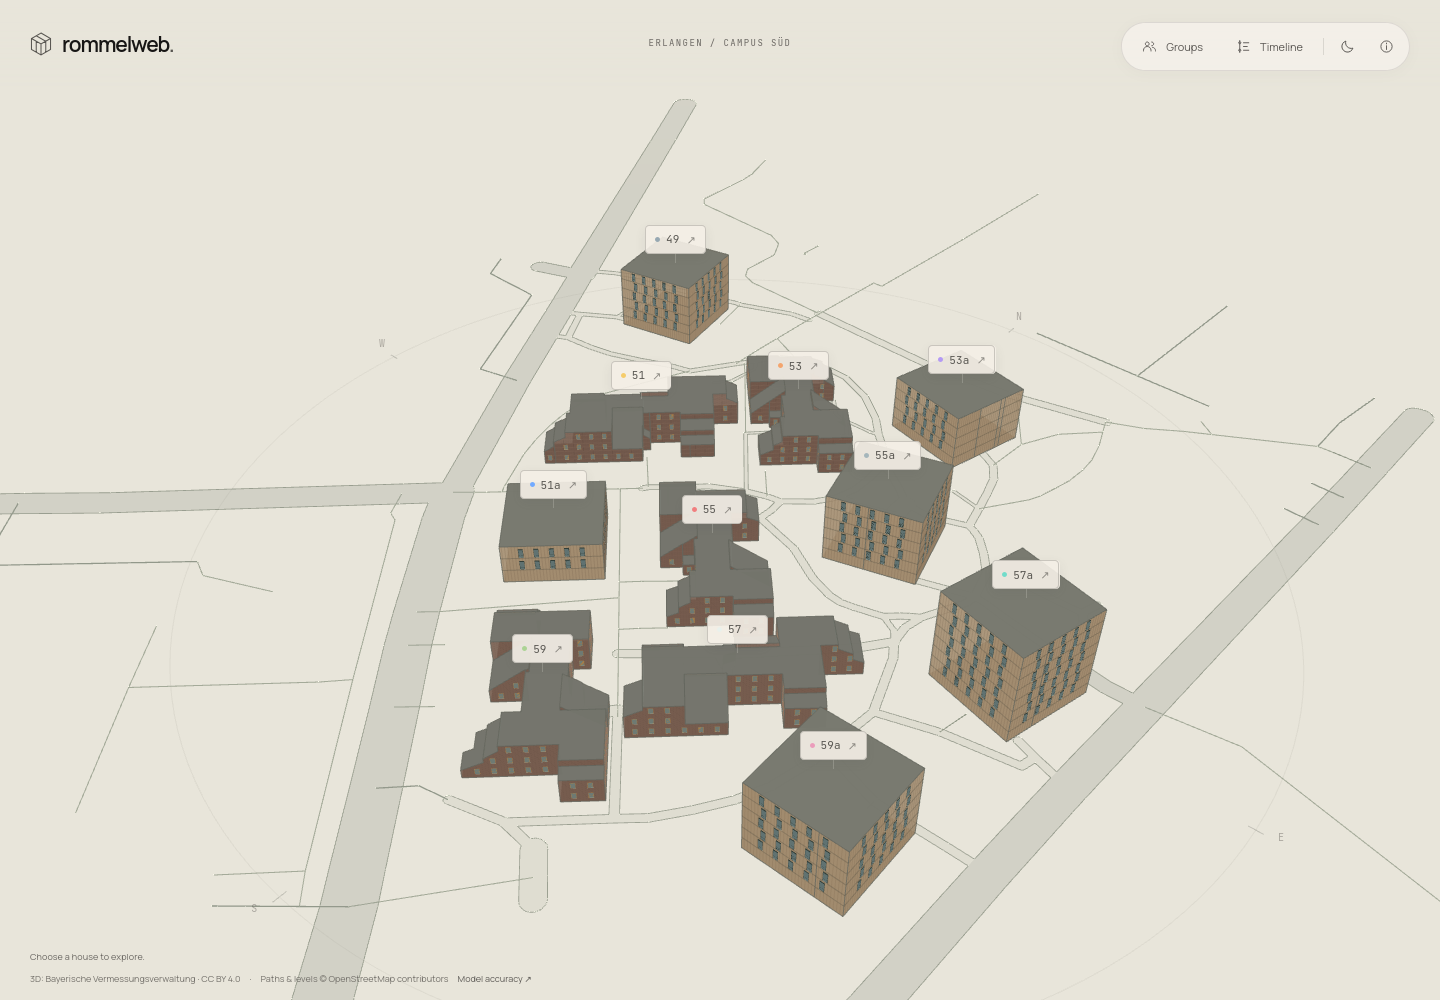 rommelweb.
ERLANGEN / CAMPUS SÜD
Groups
Timeline
49 ↗
N
W
53a ↗
53 ↗
51 ↗
55a ↗
51a ↗
55 ↗
57a ↗
57 ↗
59 ↗
59a ↗
E
S
Choose a house to explore.
3D: Bayerische Vermessungsverwaltung · CC BY 4.0 · Paths & levels © OpenStreetMap contributors Model accuracy ↗